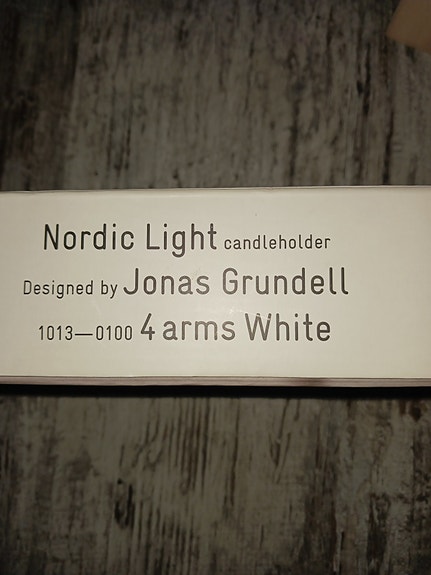 Nordic Light candleholder
Designed by Jonas Grundell
1013—0100 4 arms White